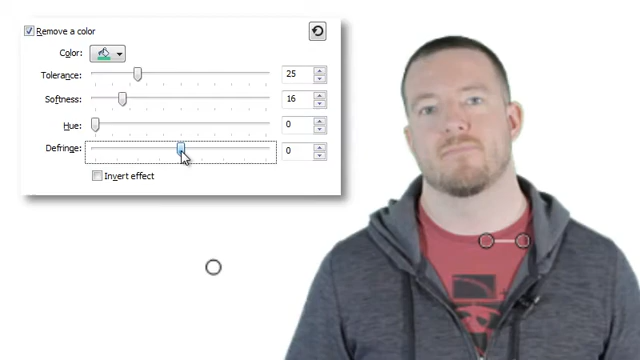 Remove a color
Color:
Tolerance: 25
Softness: 16
Hue: 0
Defringe: 0
Invert effect